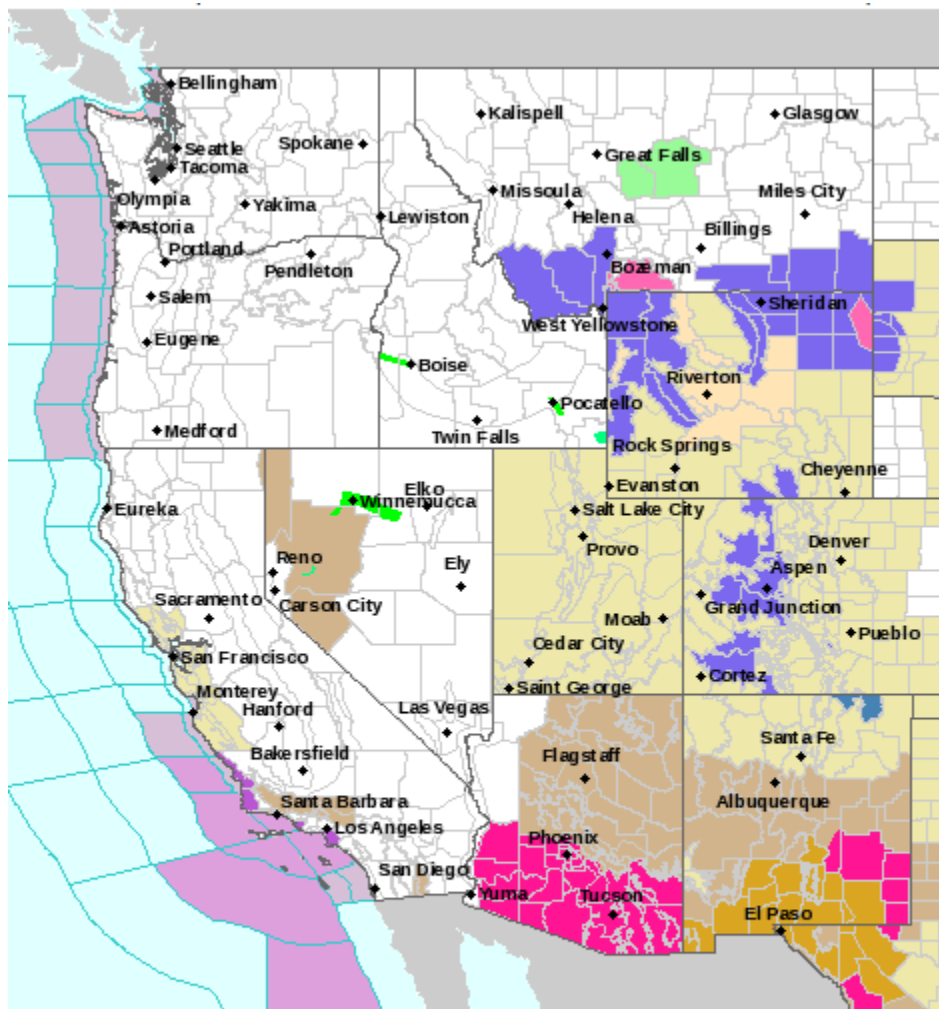 Bellingham
Kalispell
Glasgow
Seattle
Spokane
Great Falls
Tacoma
Olympia
Missoula
Miles City
Yakima
Lewiston
Helena
Astoria
Billings
Portland
Pendleton
Bozeman
Salem
Sheridan
West Yellowstone
Eugene
Boise
Riverton
Pocatello
Medford
Twin Falls
Rock Springs
Cheyenne
Evanston
Elko
Winnemucca
Eureka
Salt Lake City
Provo
Denver
Reno
Ely
Aspen
Sacramento
Carson City
Grand Junction
Moab
Pueblo
Cedar City
San Francisco
Cortez
Saint George
Monterey
Hanford
Las Vegas
Santa Fe
Bakersfield
Flagstaff
Albuquerque
Santa Barbara
Los Angeles
Phoenix
San Diego
Yuma
Tucson
El Paso